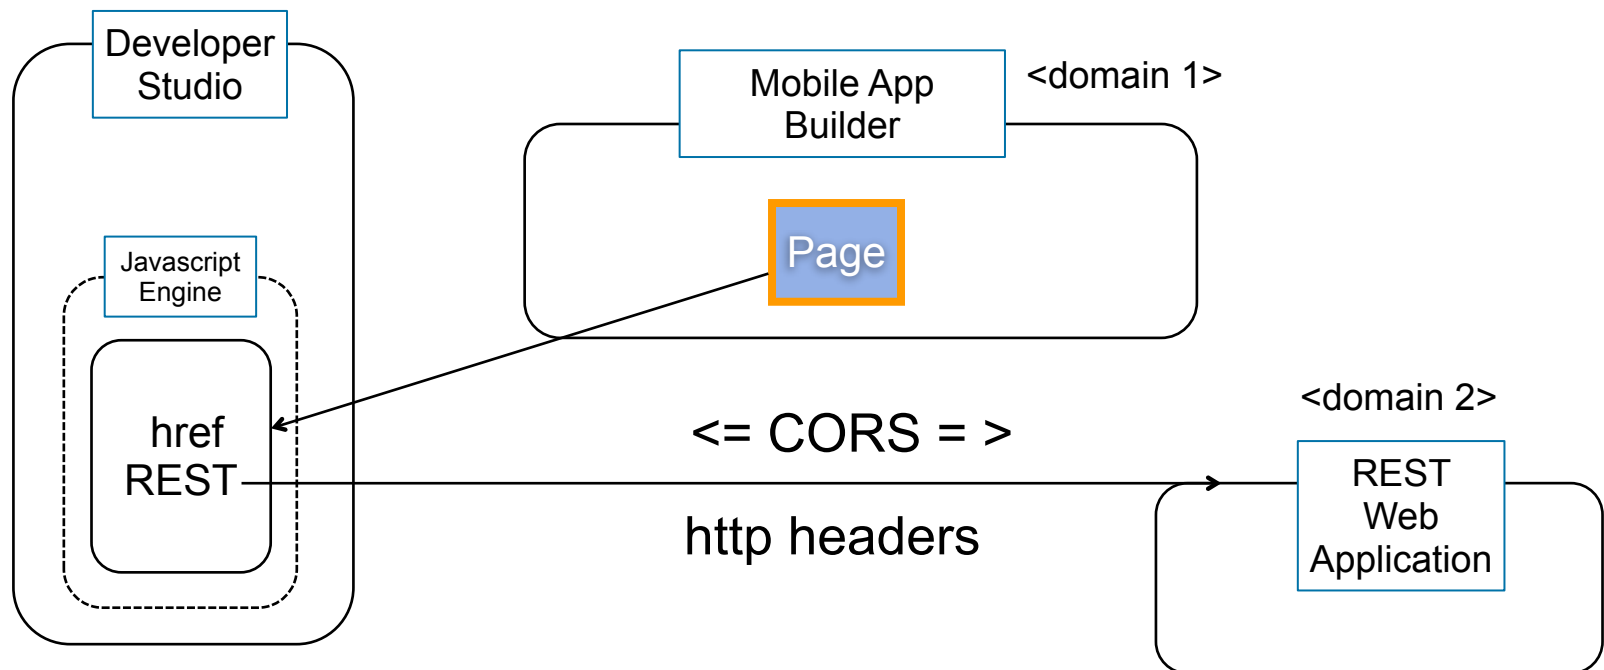 Developer
Studio
Mobile App
Builder
<domain 1>
Page
Javascript
Engine
href
REST
<= CORS = >
http headers
<domain 2>
REST
Web
Application